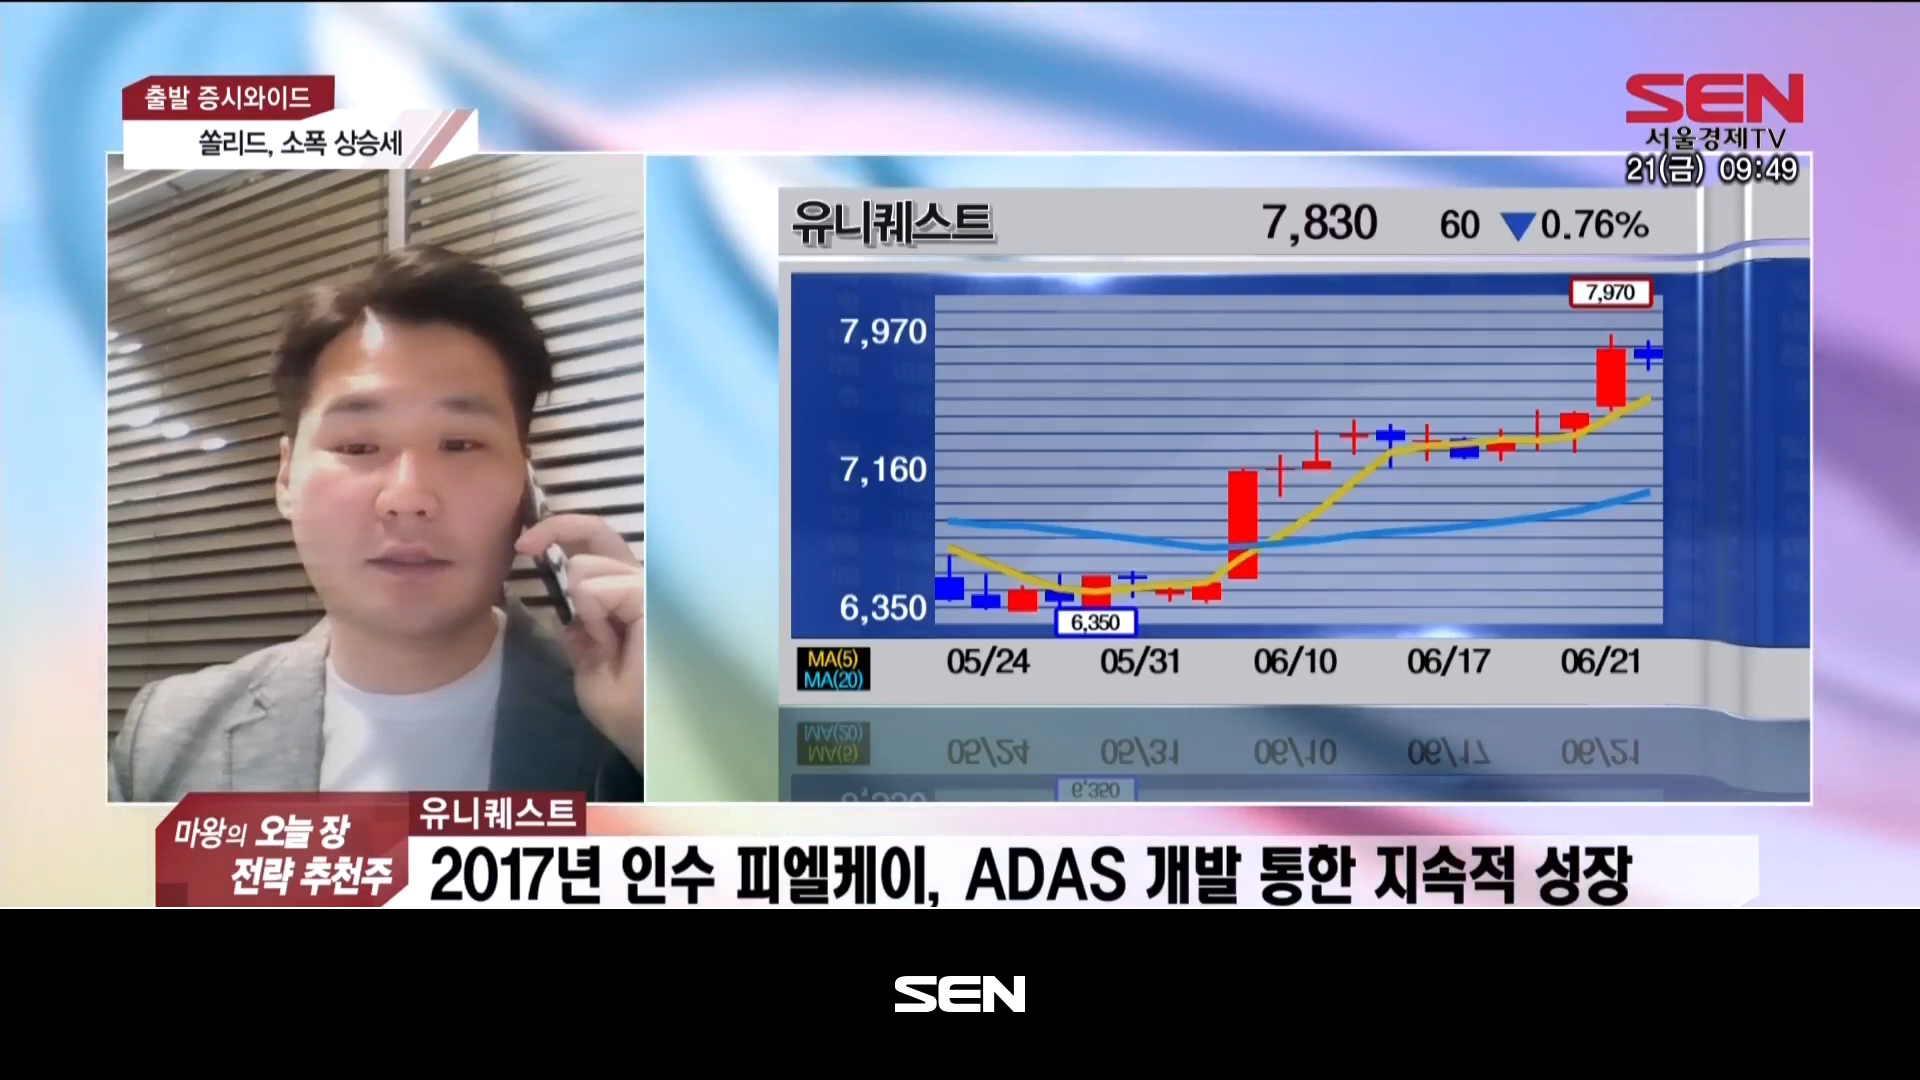 출발 증시와이드
쏠리드, 소폭 상승세
SEN
서울경제TV
21(금) 09:49
유니퀘스트 7,830 60 ▼0.76%
7,970
7,970
7,160
6,350
6,350
MA(5)
MA(20)
05/24 05/31 06/10 06/17 06/21
마왕의 오늘 장
전략 추천주
유니퀘스트
2017년 인수 피엘케이, ADAS 개발 통한 지속적 성장
SEN